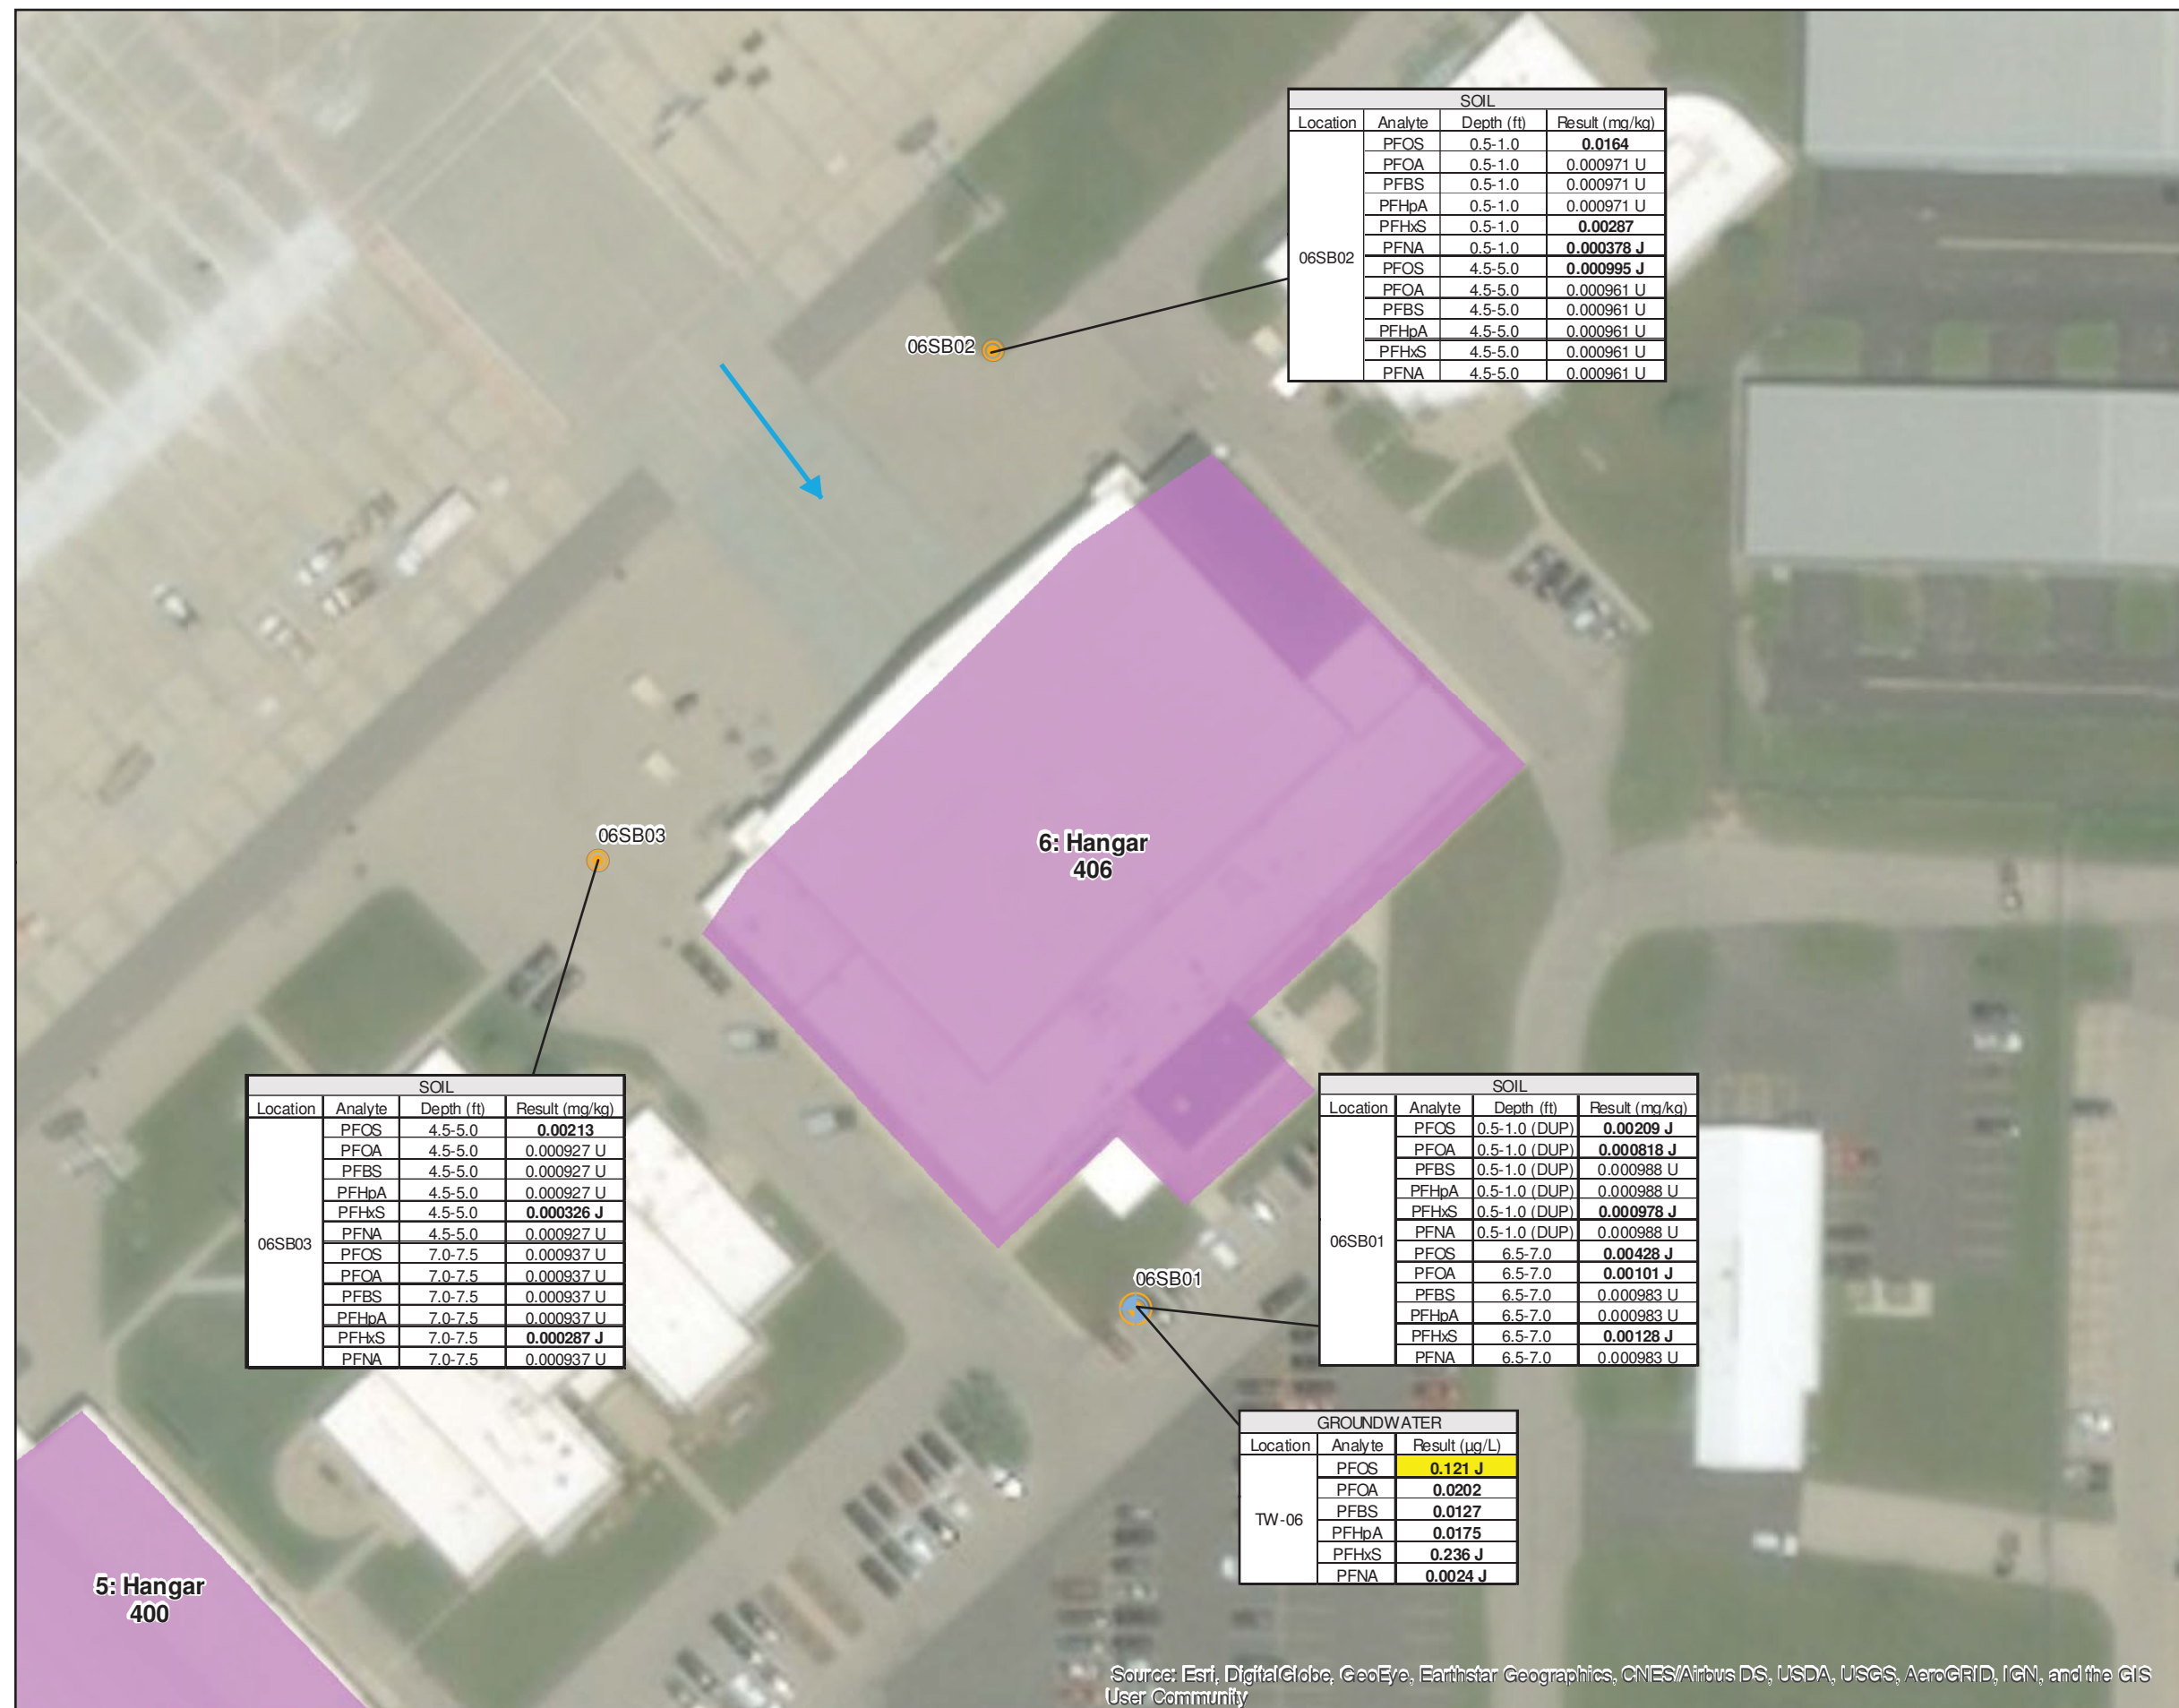 SOIL
Location Analyte Depth (ft) Result (mg/kg)
06SB02
PFOS 0.5-1.0 0.0164
PFOA 0.5-1.0 0.000971 U
PFBS 0.5-1.0 0.000971 U
PFHpA 0.5-1.0 0.000971 U
PFHxS 0.5-1.0 0.00287
PFNA 0.5-1.0 0.000378 J
PFOS 4.5-5.0 0.000995 J
PFOA 4.5-5.0 0.000961 U
PFBS 4.5-5.0 0.000961 U
PFHpA 4.5-5.0 0.000961 U
PFHxS 4.5-5.0 0.000961 U
PFNA 4.5-5.0 0.000961 U
06SB02
06SB03
6: Hangar
406
SOIL
Location Analyte Depth (ft) Result (mg/kg)
06SB03
PFOS 4.5-5.0 0.00213
PFOA 4.5-5.0 0.000927 U
PFBS 4.5-5.0 0.000927 U
PFHpA 4.5-5.0 0.000927 U
PFHxS 4.5-5.0 0.000326 J
PFNA 4.5-5.0 0.000927 U
PFOS 7.0-7.5 0.000937 U
PFOA 7.0-7.5 0.000937 U
PFBS 7.0-7.5 0.000937 U
PFHpA 7.0-7.5 0.000937 U
PFHxS 7.0-7.5 0.000287 J
PFNA 7.0-7.5 0.000937 U
SOIL
Location Analyte Depth (ft) Result (mg/kg)
06SB01
PFOS 0.5-1.0 (DUP) 0.00209 J
PFOA 0.5-1.0 (DUP) 0.000818 J
PFBS 0.5-1.0 (DUP) 0.000988 U
PFHpA 0.5-1.0 (DUP) 0.000988 U
PFHxS 0.5-1.0 (DUP) 0.000978 J
PFNA 0.5-1.0 (DUP) 0.000988 U
PFOS 6.5-7.0 0.00428 J
PFOA 6.5-7.0 0.00101 J
PFBS 6.5-7.0 0.000983 U
PFHpA 6.5-7.0 0.000983 U
PFHxS 6.5-7.0 0.00128 J
PFNA 6.5-7.0 0.000983 U
06SB01
GROUNDWATER
Location Analyte Result (µg/L)
TW-06
PFOS 0.121 J
PFOA 0.0202
PFBS 0.0127
PFHpA 0.0175
PFHxS 0.236 J
PFNA 0.0024 J
5: Hangar
400
Source: Esri, DigitalGlobe, GeoEye, Earthstar Geographics, CNES/Airbus DS, USDA, USGS, AeroGRID, IGN, and the GIS
User Community